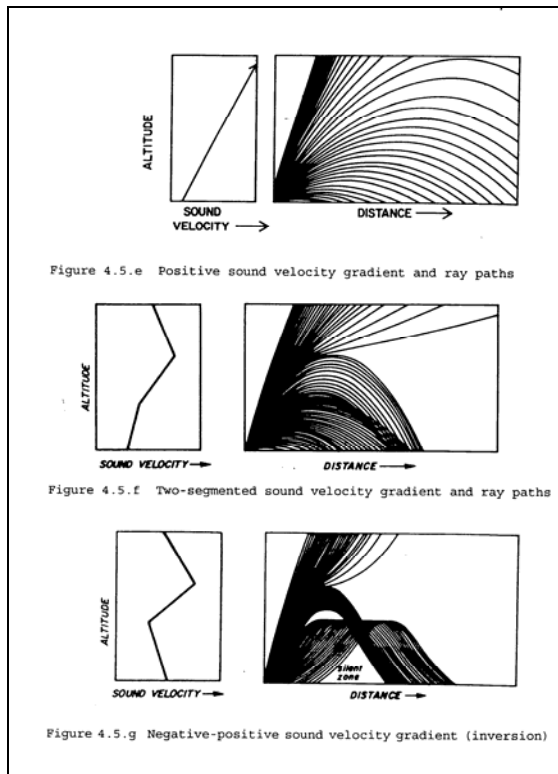 ALTITUDE
SOUND
VELOCITY
DISTANCE
Figure 4.5.e Positive sound velocity gradient and ray paths
ALTITUDE
SOUND VELOCITY
DISTANCE
Figure 4.5.f Two-segmented sound velocity gradient and ray paths
ALTITUDE
silent
zone
SOUND VELOCITY
DISTANCE
Figure 4.5.g Negative-positive sound velocity gradient (inversion)